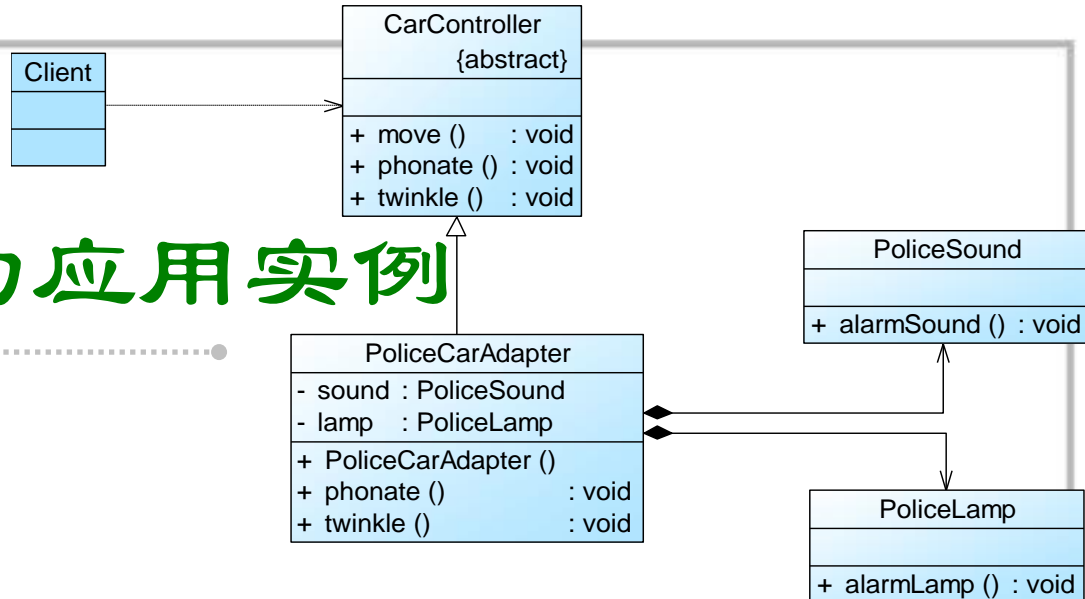 CarController
{abstract}
+ move () : void
+ phonate () : void
+ twinkle () : void
Client
应用实例
PoliceSound
+ alarmSound () : void
PoliceCarAdapter
- sound : PoliceSound
- lamp : PoliceLamp
+ PoliceCarAdapter ()
+ phonate () : void
+ twinkle () : void
PoliceLamp
+ alarmLamp () : void